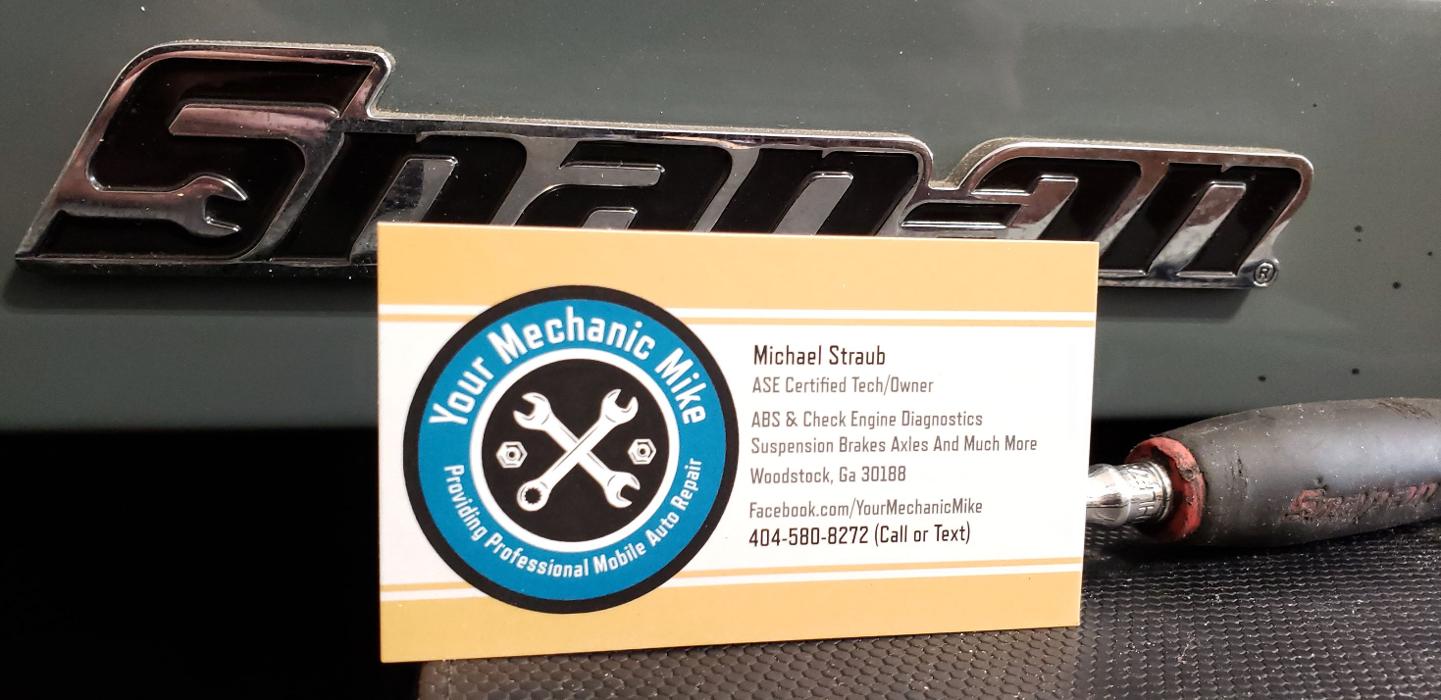 Snap-on
®
Your Mechanic Mike
Providing Professional Mobile Auto Repair
Michael Straub
ASE Certified Tech/Owner
ABS & Check Engine Diagnostics
Suspension Brakes Axles And Much More
Woodstock, Ga 30188
Facebook.com/YourMechanicMike
404-580-8272 (Call or Text)
Snap-on